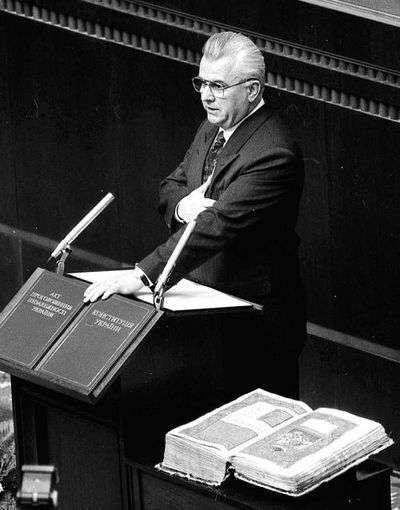 АКТ
ПРОГОЛОШЕННЯ
НЕЗАЛЕЖНОСТІ
УКРАЇНИ
КОНСТИТУЦІЯ
УКРАЇНИ